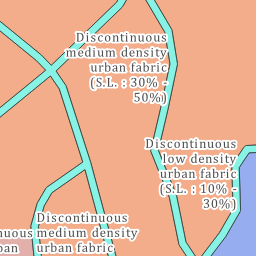 Discontinuous
medium density
urban fabric
(S.L. : 30% -
50%)
Discontinuous
low density
urban fabric
(S.L. : 10% -
30%)
Discontinuous
medium density
urban fabric